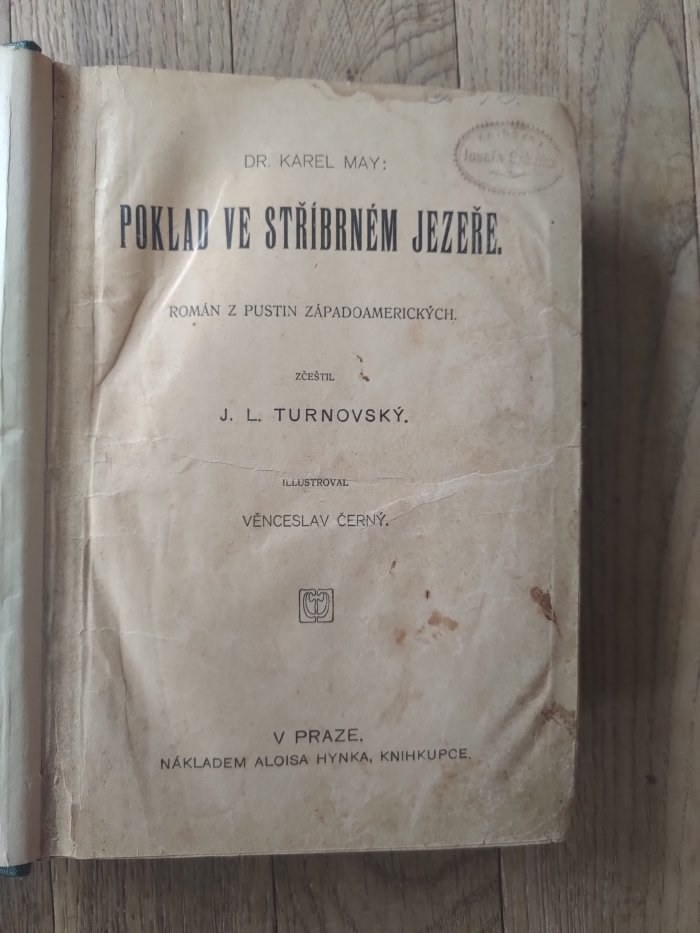 DR. KAREL MAY:
POKLAD VE STŘÍBRNÉM JEZEŘE.
ROMÁN Z PUSTIN ZÁPADOAMERICKÝCH.
ZČEŠTIL
J. L. TURNOVSKÝ.
ILLUSTROVAL
VĚNCESLAV ČERNÝ.
V PRAZE.
NÁKLADEM ALOISA HYNKA, KNIHKUPCE.